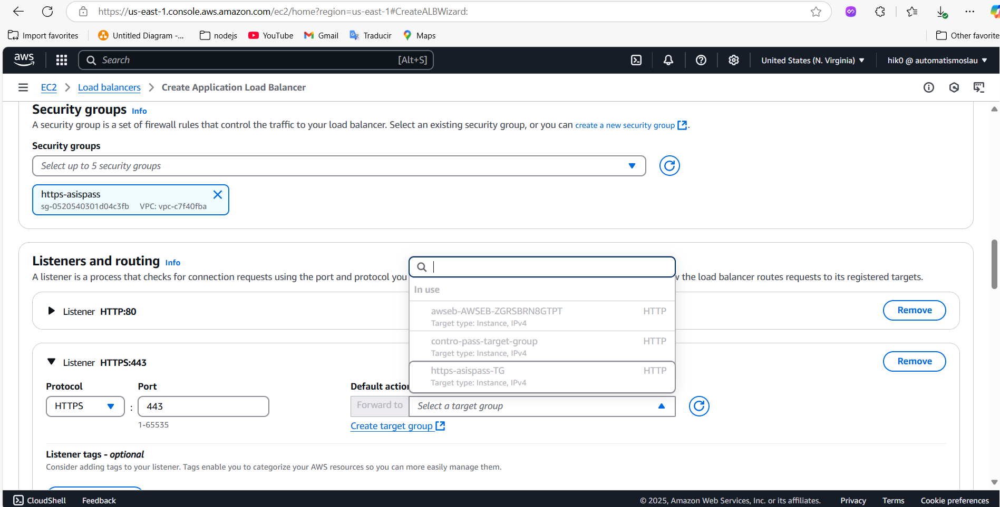 https://us-east-1.console.aws.amazon.com/ec2/home?region=us-east-1#CreateALBWizard:
Import favorites
Untitled Diagram -...
nodejs
YouTube
Gmail
Traducir
Maps
Other favorite
aws
Search
[Alt+S]
United States (N. Virginia)
hik0 @ automatismoslau
EC2
Load balancers
Create Application Load Balancer
Security groups Info
A security group is a set of firewall rules that control the traffic to your load balancer. Select an existing security group, or you can create a new security group .
Security groups
Select up to 5 security groups
https-asispass
sg-0520540301d04c3fb VPC: vpc-c7f40fba
Listeners and routing Info
A listener is a process that checks for connection requests using the port and protocol you
the load balancer routes requests to its registered targets.
In use
awseb-AWSEB-ZGRSBRN8GTPT HTTP
Target type: Instance, IPv4
contro-pass-target-group HTTP
Target type: Instance, IPv4
https-asispass-TG HTTP
Target type: Instance, IPv4
Listener HTTP:80
Remove
Listener HTTPS:443
Remove
Protocol
Port
Default action
HTTPS
:
443
1-65535
Forward to
Select a target group
Create target group
Listener tags - optional
Consider adding tags to your listener. Tags enable you to categorize your AWS resources so you can more easily manage them.
CloudShell
Feedback
© 2025, Amazon Web Services, Inc. or its affiliates.
Privacy
Terms
Cookie preferences